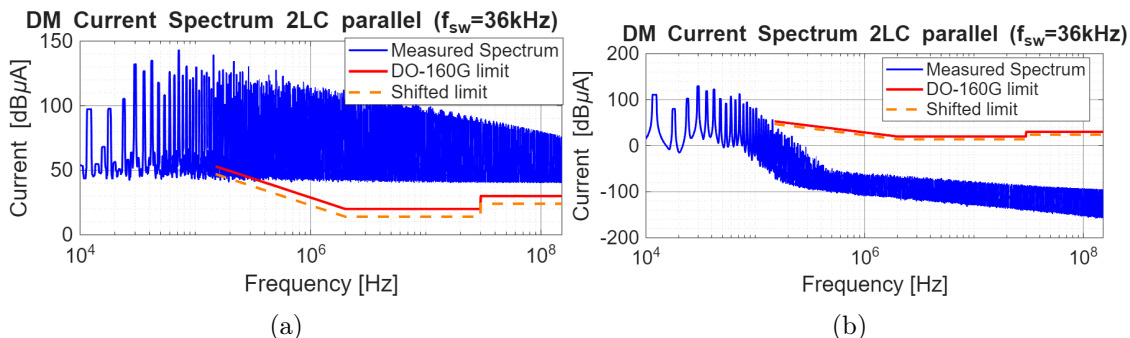 DM Current Spectrum 2LC parallel (f_sw=36kHz)
150
100
50
0
Current [dBµA]
10^4
10^6
10^8
Frequency [Hz]
Measured Spectrum
DO-160G limit
Shifted limit
(a)
DM Current Spectrum 2LC parallel (f_sw=36kHz)
200
100
0
-100
-200
Current [dBµA]
10^4
10^6
10^8
Frequency [Hz]
Measured Spectrum
DO-160G limit
Shifted limit
(b)